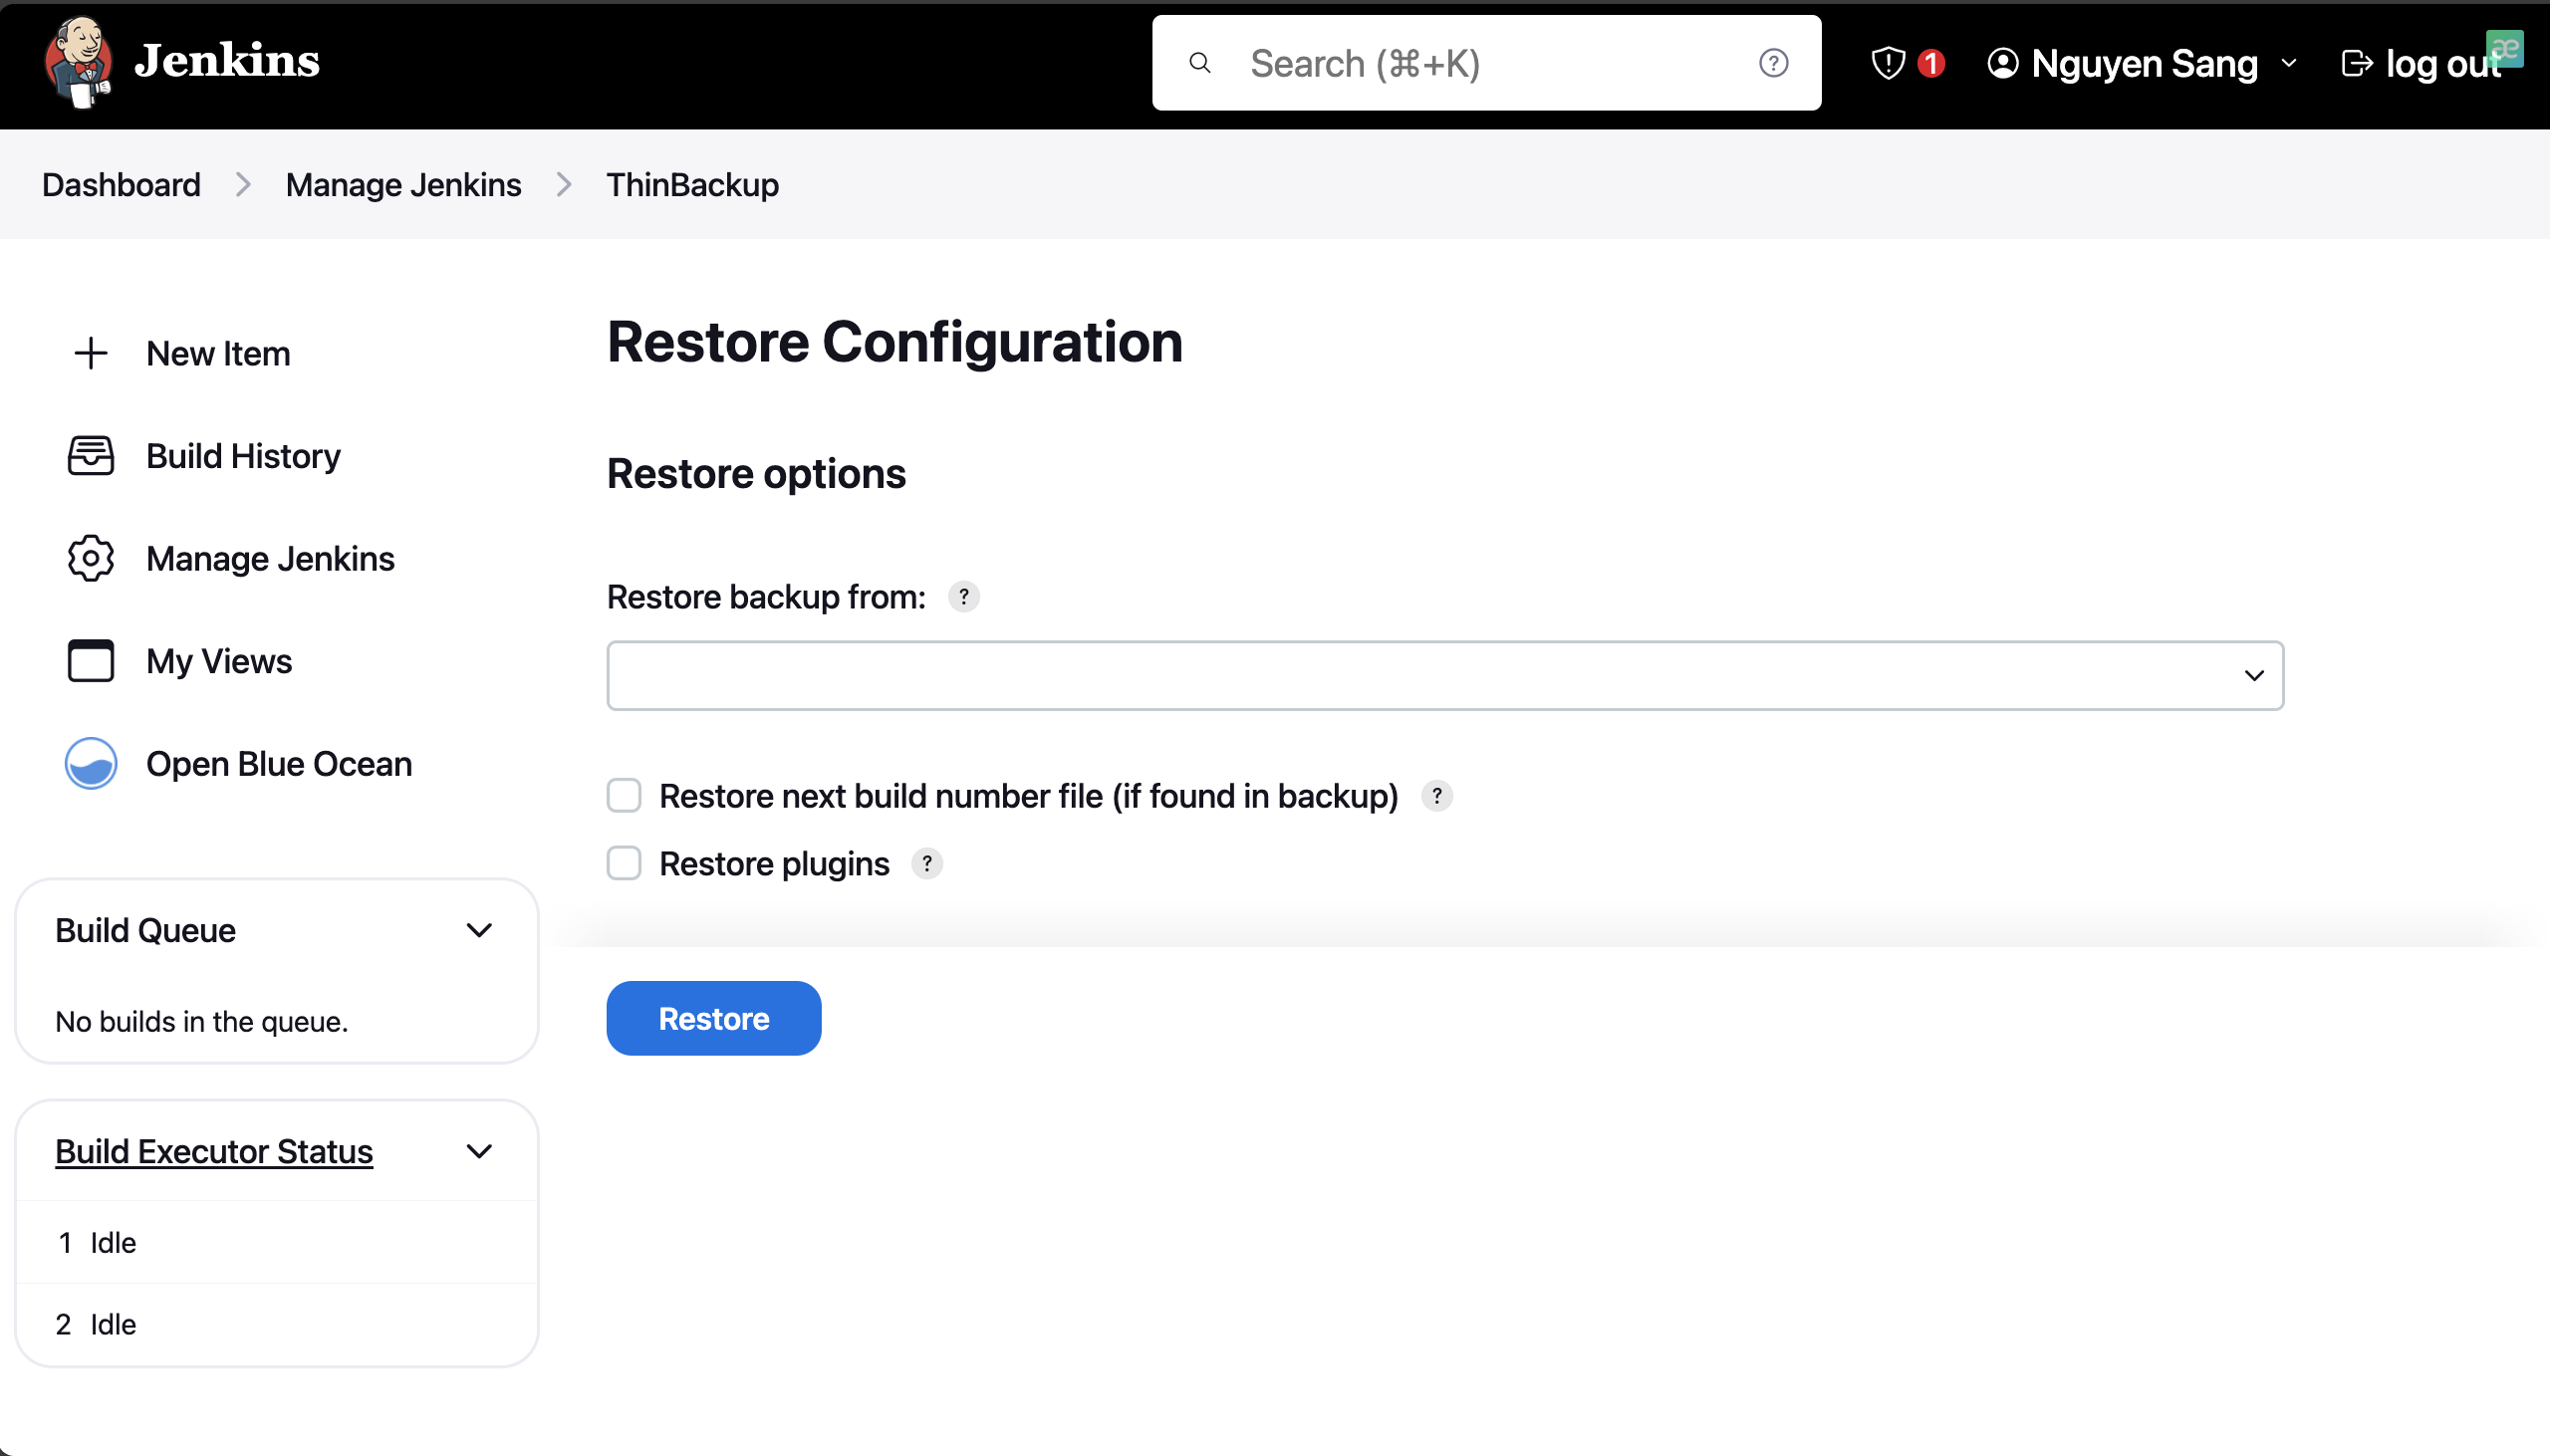 Jenkins
Search (⌘+K)
?
1
Nguyen Sang
log out
æ
Dashboard
Manage Jenkins
ThinBackup
New Item
Build History
Manage Jenkins
My Views
Open Blue Ocean
Build Queue
No builds in the queue.
Build Executor Status
1 Idle
2 Idle
Restore Configuration
Restore options
Restore backup from: ?
Restore next build number file (if found in backup) ?
Restore plugins ?
Restore